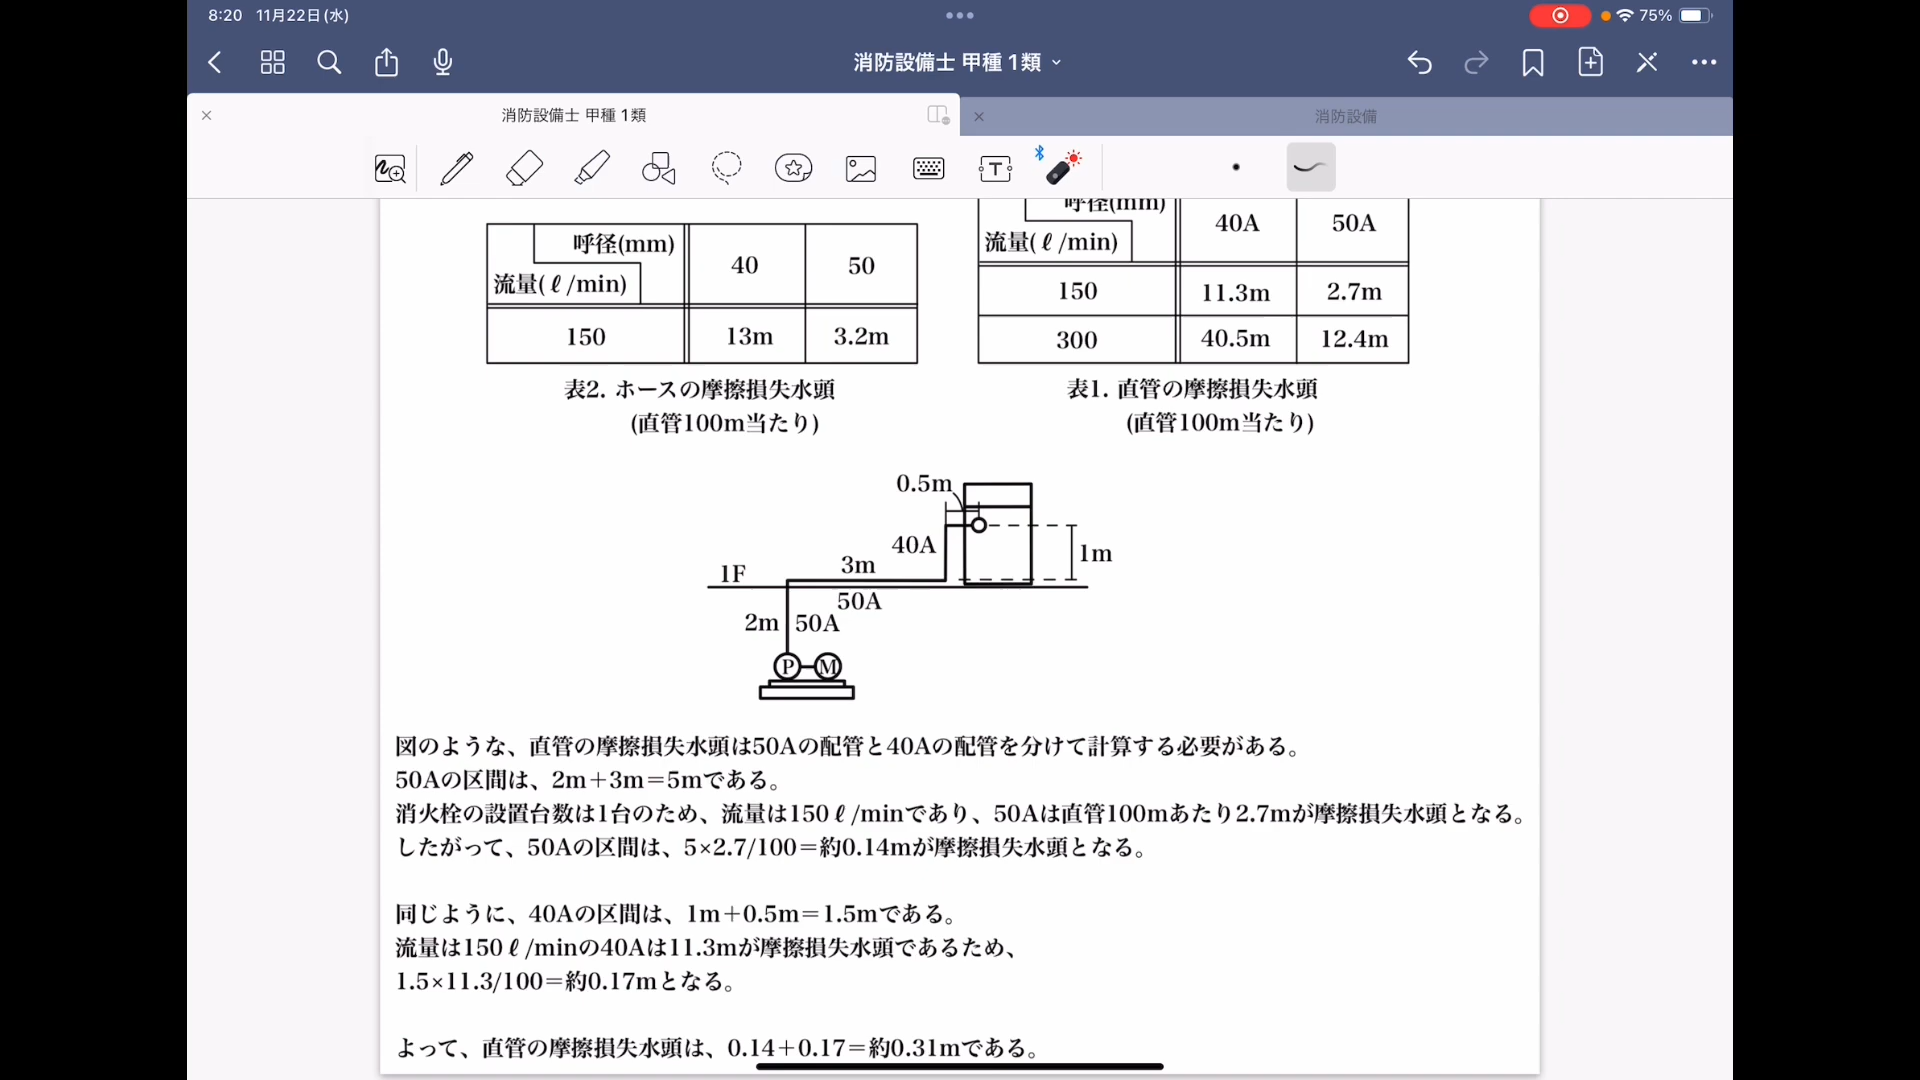 8:20 11月22日(水)
75%
消防設備士 甲種 1類
消防設備士 甲種 1類
消防設備
呼径(mm)
流量(ℓ/min)
40
50
150
13m
3.2m
表2. ホースの摩擦損失水頭
(直管100m当たり)
呼径(mm)
流量(ℓ/min)
40A
50A
150
11.3m
2.7m
300
40.5m
12.4m
表1. 直管の摩擦損失水頭
(直管100m当たり)
0.5m
40A
1m
3m
1F
50A
2m
50A
P
M
図のような、直管の摩擦損失水頭は50Aの配管と40Aの配管を分けて計算する必要がある。
50Aの区間は、2m+3m=5mである。
消火栓の設置台数は1台のため、流量は150ℓ/minであり、50Aは直管100mあたり2.7mが摩擦損失水頭となる。
したがって、50Aの区間は、5×2.7/100=約0.14mが摩擦損失水頭となる。
同じように、40Aの区間は、1m+0.5m=1.5mである。
流量は150ℓ/minの40Aは11.3mが摩擦損失水頭であるため、
1.5×11.3/100=約0.17mとなる。
よって、直管の摩擦損失水頭は、0.14+0.17=約0.31mである。